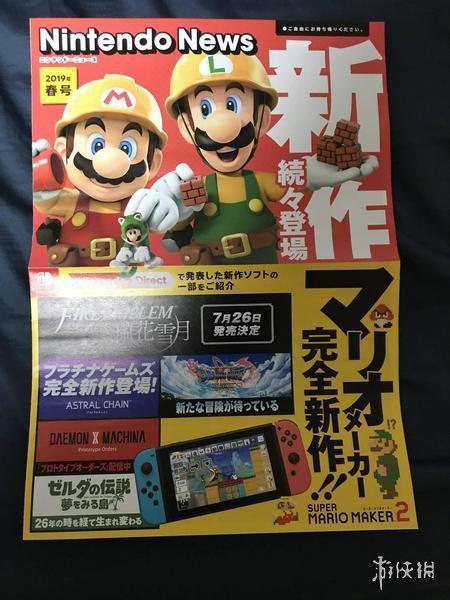 ●ご自由にお持ち帰りください。
Nintendo News
ニンテンドーニュース
2019年
春号
M
L
新作
続々登場
Direct
で発表した新作ソフトの
一部をご紹介
FIRE EMBLEM
風花雪月
7月26日
発売決定
プラチナゲームズ
完全新作登場!
ASTRAL CHAIN
新たな冒険が待っている
DAEMON X MACHINA
Prototype Orders
「プロトタイプオーダーズ」配信中
ゼルダの伝説
夢をみる島
26年の時を経て生まれ変わる
マリオメーカー
完全新作!!
!?
SUPER
MARIO MAKER 2
游侠网